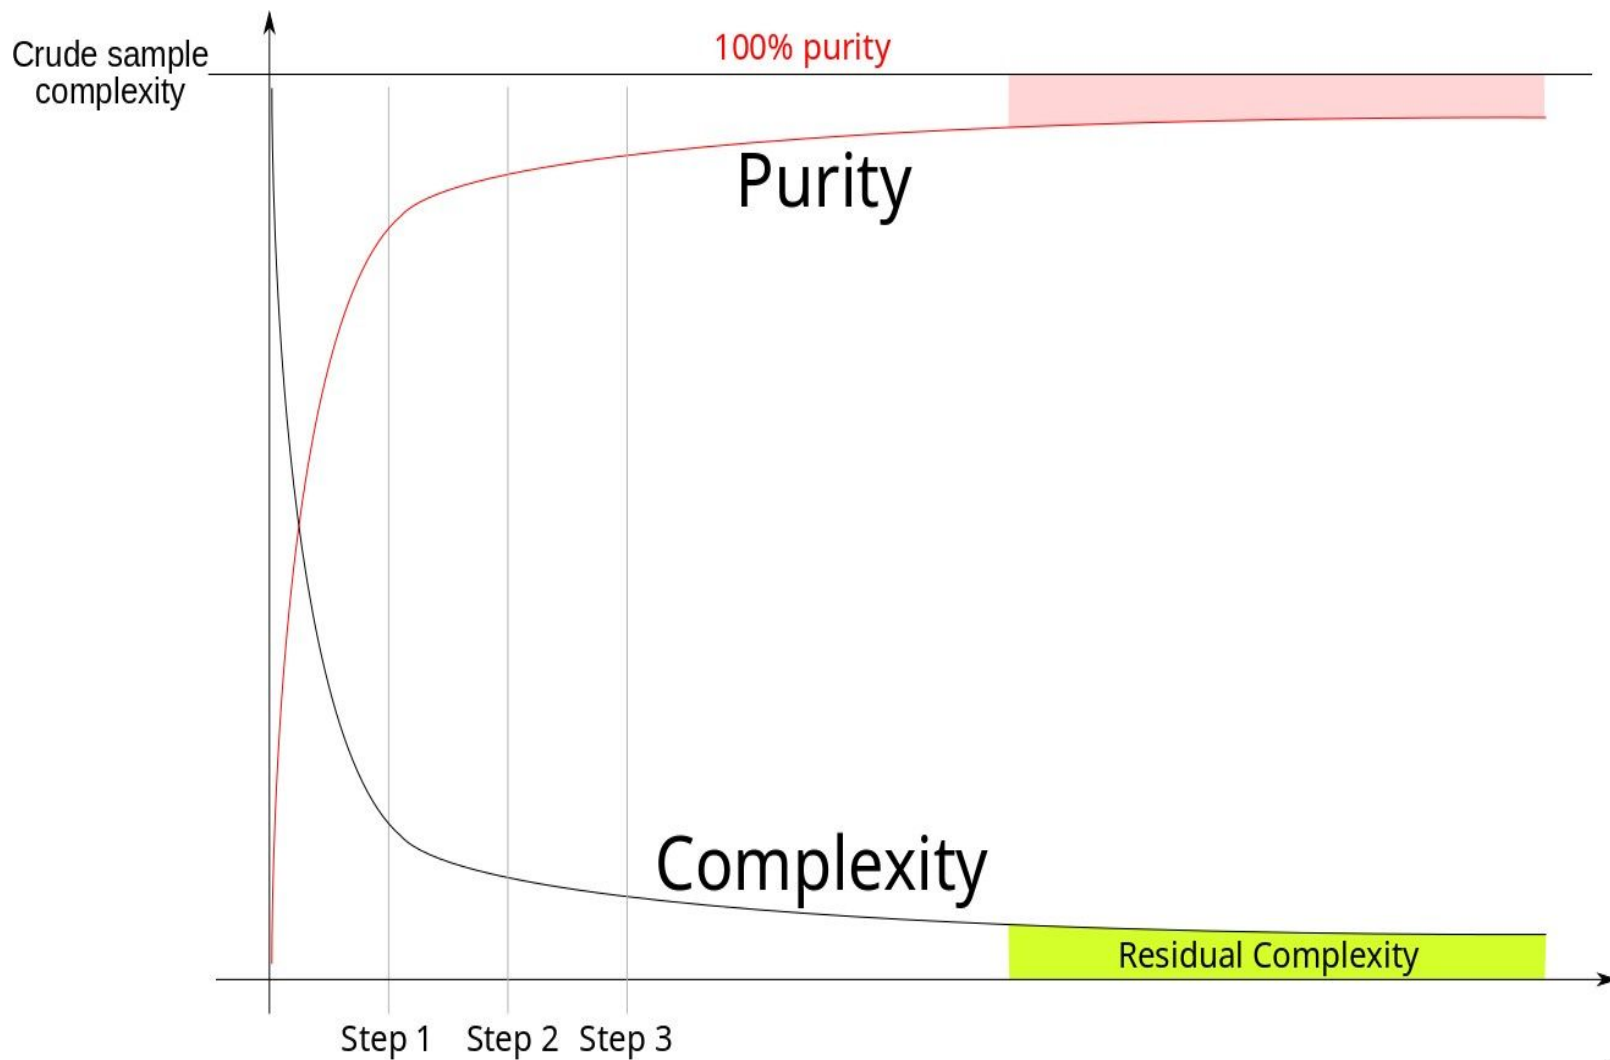 Crude sample
complexity
100% purity
Purity
Complexity
Residual Complexity
Step 1
Step 2
Step 3